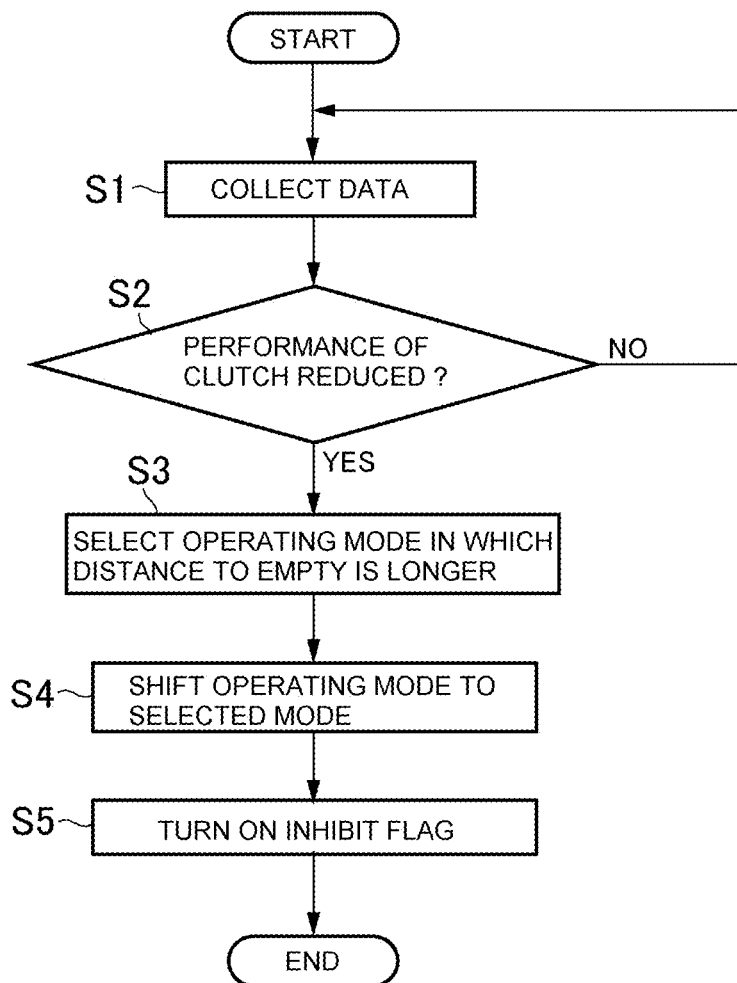 START
S1
COLLECT DATA
S2
PERFORMANCE OF
CLUTCH REDUCED ?
NO
YES
S3
SELECT OPERATING MODE IN WHICH
DISTANCE TO EMPTY IS LONGER
S4
SHIFT OPERATING MODE TO
SELECTED MODE
S5
TURN ON INHIBIT FLAG
END